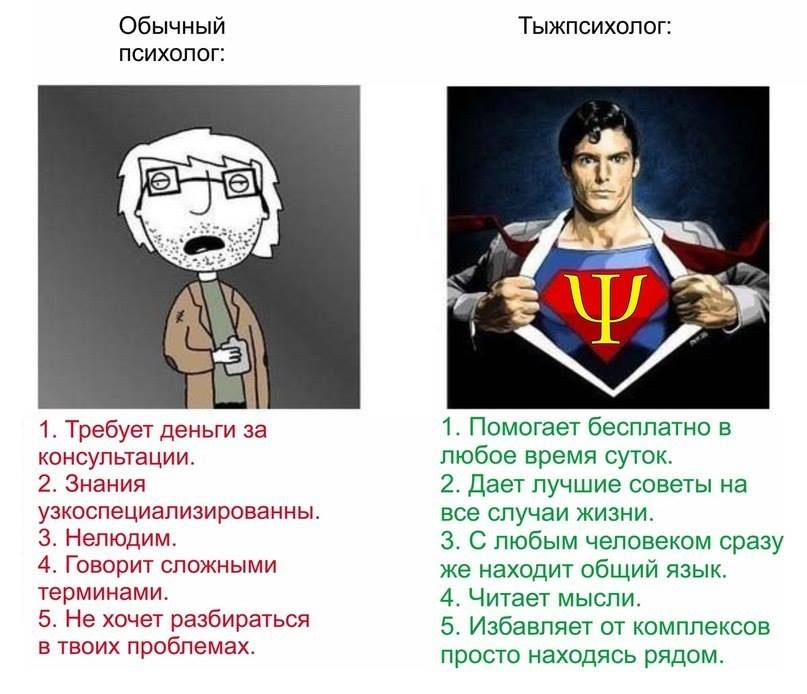 Обычный
психолог:
Тыжпсихолог:
Ψ
1. Требует деньги за
консультации.
2. Знания
узкоспециализированны.
3. Нелюдим.
4. Говорит сложными
терминами.
5. Не хочет разбираться
в твоих проблемах.
1. Помогает бесплатно в
любое время суток.
2. Дает лучшие советы на
все случаи жизни.
3. С любым человеком сразу
же находит общий язык.
4. Читает мысли.
5. Избавляет от комплексов
просто находясь рядом.